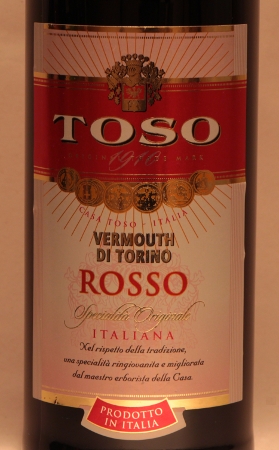 TOSO
1910
CASA TOSO - ITALIA
VERMOUTH
DI TORINO
ROSSO
Specialità Originale
ITALIANA
Nel rispetto della tradizione,
una specialità ringiovanita e migliorata
dal maestro erborista della Casa.
PRODOTTO
IN ITALIA